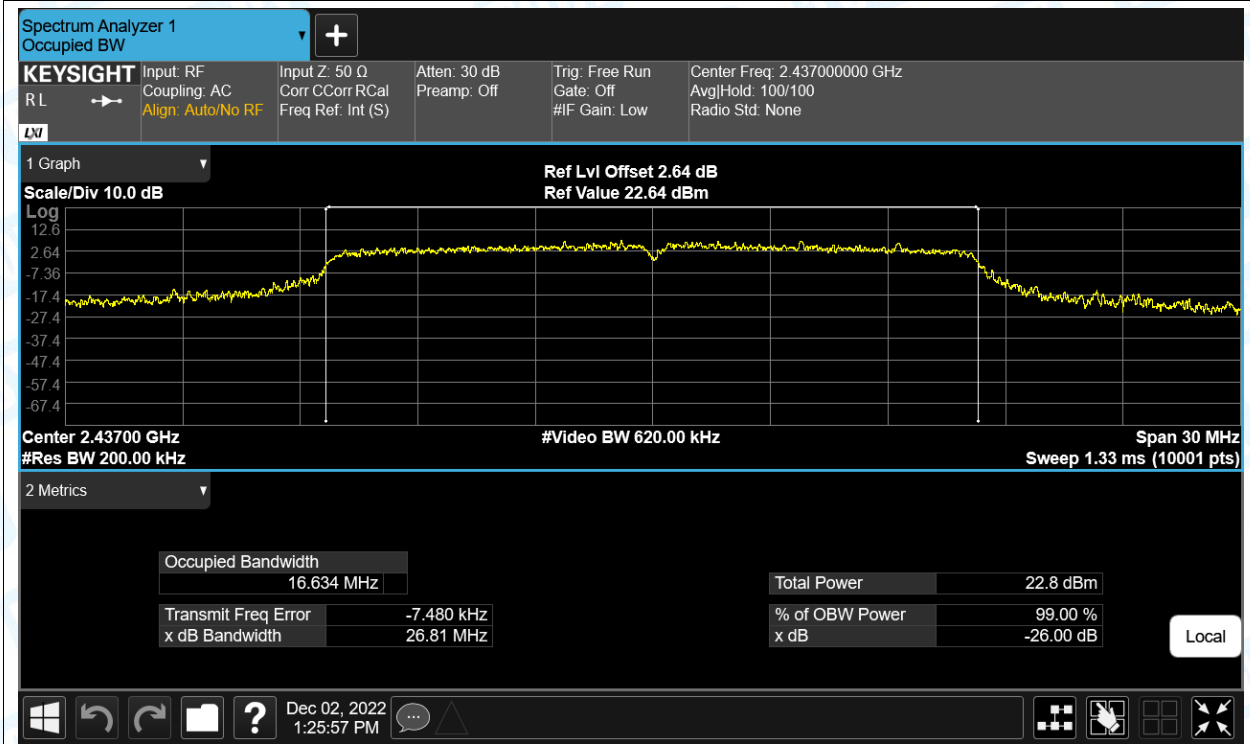 Spectrum Analyzer 1
Occupied BW
KEYSIGHT
R L
LXI
Input: RF
Coupling: AC
Align: Auto/No RF
Input Z: 50 Ω
Corr CCorr RCal
Freq Ref: Int (S)
Atten: 30 dB
Preamp: Off
Trig: Free Run
Gate: Off
#IF Gain: Low
Center Freq: 2.437000000 GHz
Avg|Hold: 100/100
Radio Std: None
1 Graph
Scale/Div 10.0 dB
Ref Lvl Offset 2.64 dB
Ref Value 22.64 dBm
Log
12.6
2.64
-7.36
-17.4
-27.4
-37.4
-47.4
-57.4
-67.4
Center 2.43700 GHz
#Video BW 620.00 kHz
Span 30 MHz
#Res BW 200.00 kHz
Sweep 1.33 ms (10001 pts)
2 Metrics
Occupied Bandwidth
16.634 MHz
Transmit Freq Error -7.480 kHz
x dB Bandwidth 26.81 MHz
Total Power 22.8 dBm
% of OBW Power 99.00 %
x dB -26.00 dB
Local
?
Dec 02, 2022
1:25:57 PM